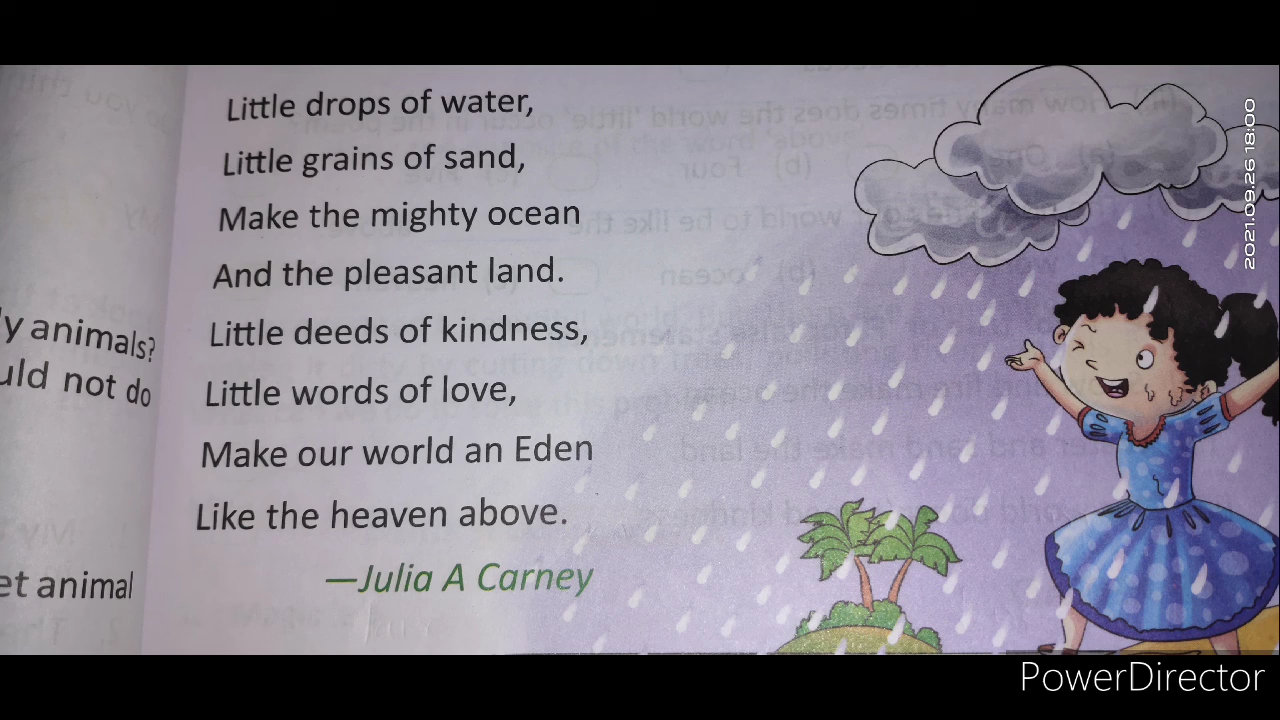 Little drops of water,
Little grains of sand,
Make the mighty ocean
And the pleasant land.
Little deeds of kindness,
Little words of love,
Make our world an Eden
Like the heaven above.
—Julia A Carney
y animals?
uld not do
et animal
2021.09.26 18:00
PowerDirector